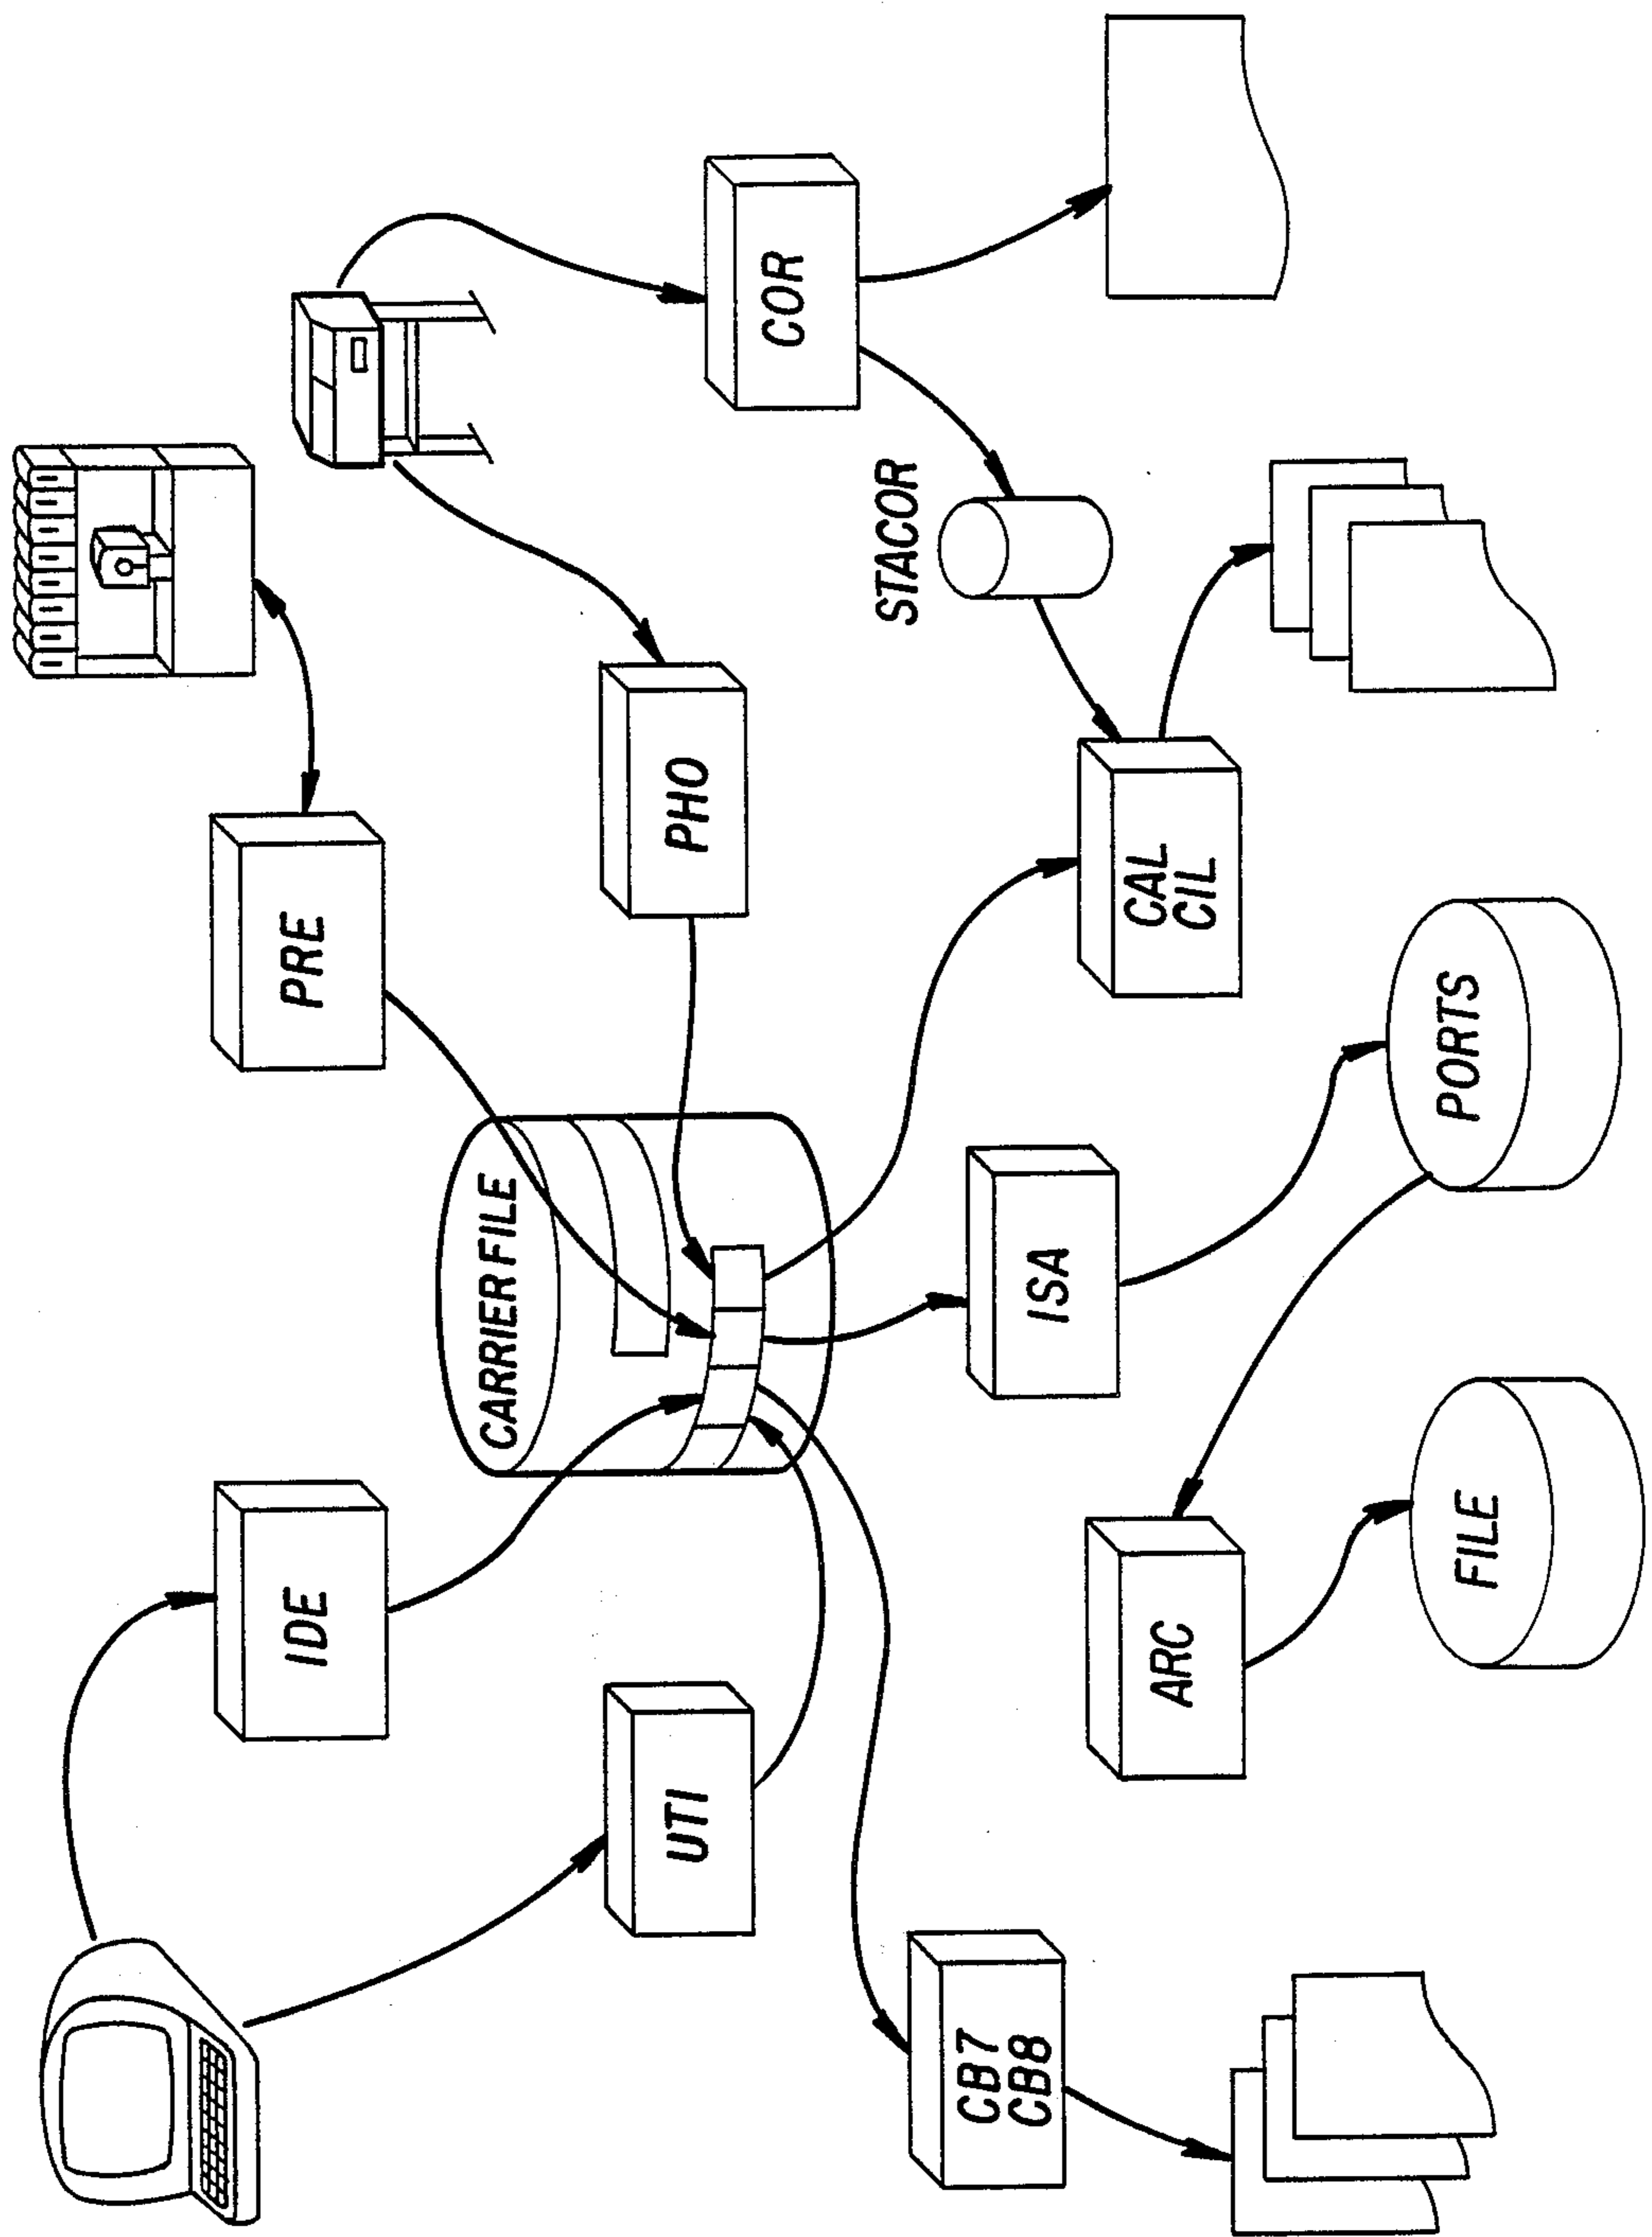 IDE
PRE
CARRIER FILE
UTI
PHO
COR
STACOR
CB7
CB8
ISA
CAL
CIL
ARC
FILE
PORTS